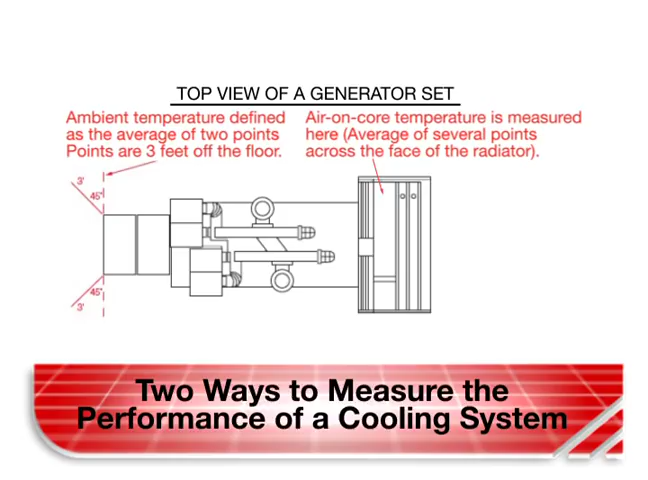 TOP VIEW OF A GENERATOR SET
Ambient temperature defined
as the average of two points
Points are 3 feet off the floor.
Air-on-core temperature is measured
here (Average of several points
across the face of the radiator).
3'
45°
45°
3'
Two Ways to Measure the
Performance of a Cooling System